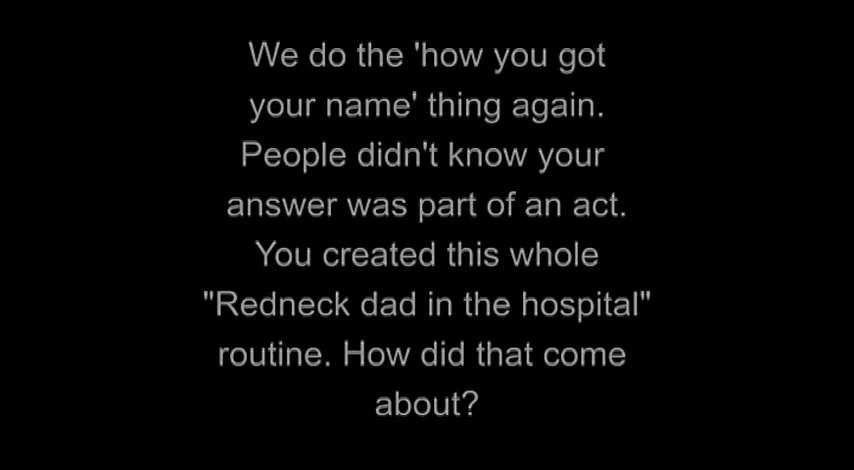 We do the 'how you got
your name' thing again.
People didn't know your
answer was part of an act.
You created this whole
"Redneck dad in the hospital"
routine. How did that come
about?